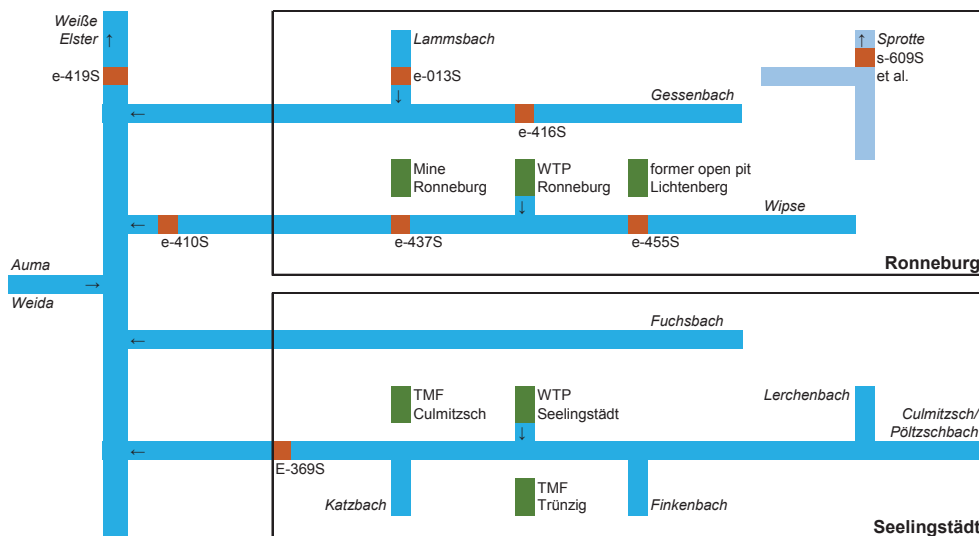 Weiße
Elster ↑
e-419S
Lammsbach
e-013S
↓
↑ Sprotte
s-609S
et al.
←
Gessenbach
e-416S
Mine
Ronneburg
WTP
Ronneburg
↓
former open pit
Lichtenberg
←
Wipse
e-410S
e-437S
e-455S
Ronneburg
Auma
→
Weida
←
Fuchsbach
TMF
Culmitzsch
WTP
Seelingstädt
↓
Lerchenbach
Culmitzsch/
Pöltzschbach
←
E-369S
Katzbach
TMF
Trünzig
Finkenbach
Seelingstädt